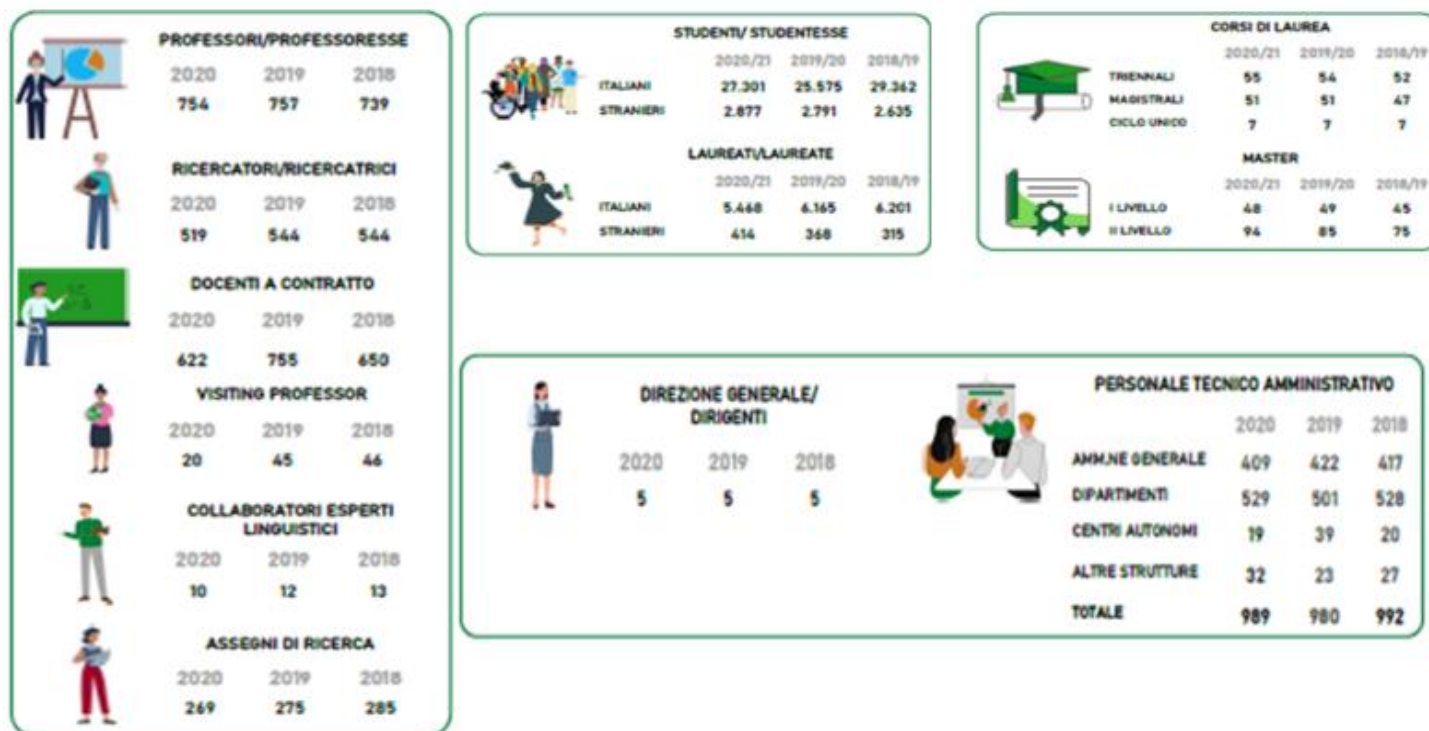 PROFESSORI/PROFESSORESSE
2020 2019 2018
754 757 739
RICERCATORI/RICERCATRICI
2020 2019 2018
519 544 544
DOCENTI A CONTRATTO
2020 2019 2018
622 755 650
VISITING PROFESSOR
2020 2019 2018
20 45 46
COLLABORATORI ESPERTI
LINGUISTICI
2020 2019 2018
10 12 13
ASSEGNI DI RICERCA
2020 2019 2018
269 275 285
STUDENTI/ STUDENTESSE
2020/21 2019/20 2018/19
ITALIANI 27.301 25.575 29.362
STRANIERI 2.877 2.791 2.635
LAUREATI/LAUREATE
2020/21 2019/20 2018/19
ITALIANI 5.468 6.165 6.201
STRANIERI 414 368 315
CORSI DI LAUREA
2020/21 2019/20 2018/19
TRIENNALI 55 54 52
MAGISTRALI 51 51 47
CICLO UNICO 7 7 7
MASTER
2020/21 2019/20 2018/19
I LIVELLO 48 49 45
II LIVELLO 94 85 75
DIREZIONE GENERALE/
DIRIGENTI
2020 2019 2018
5 5 5
PERSONALE TECNICO AMMINISTRATIVO
2020 2019 2018
AMM.NE GENERALE 409 422 417
DIPARTIMENTI 529 501 528
CENTRI AUTONOMI 19 39 20
ALTRE STRUTTURE 32 23 27
TOTALE 989 980 992